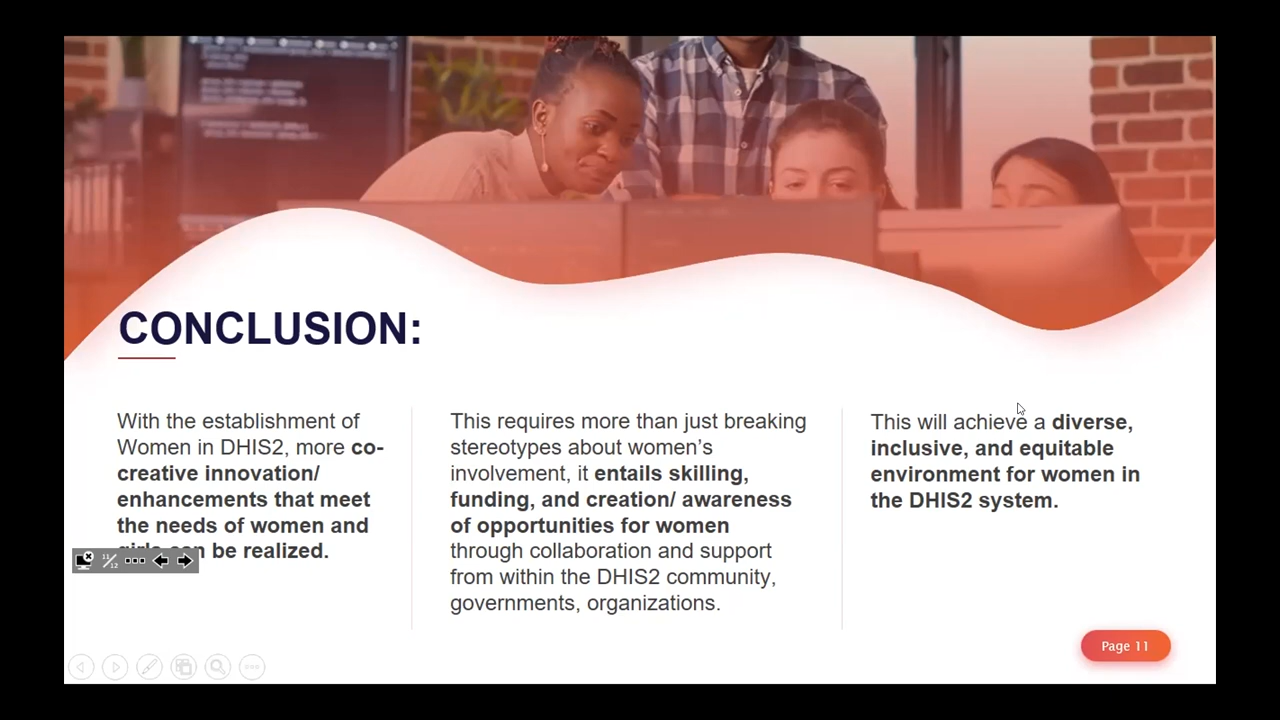 CONCLUSION:
With the establishment of
Women in DHIS2, more co-
creative innovation/
enhancements that meet
the needs of women and
girls can be realized.
This requires more than just breaking
stereotypes about women’s
involvement, it entails skilling,
funding, and creation/ awareness
of opportunities for women
through collaboration and support
from within the DHIS2 community,
governments, organizations.
This will achieve a diverse,
inclusive, and equitable
environment for women in
the DHIS2 system.
11/12
Page 11